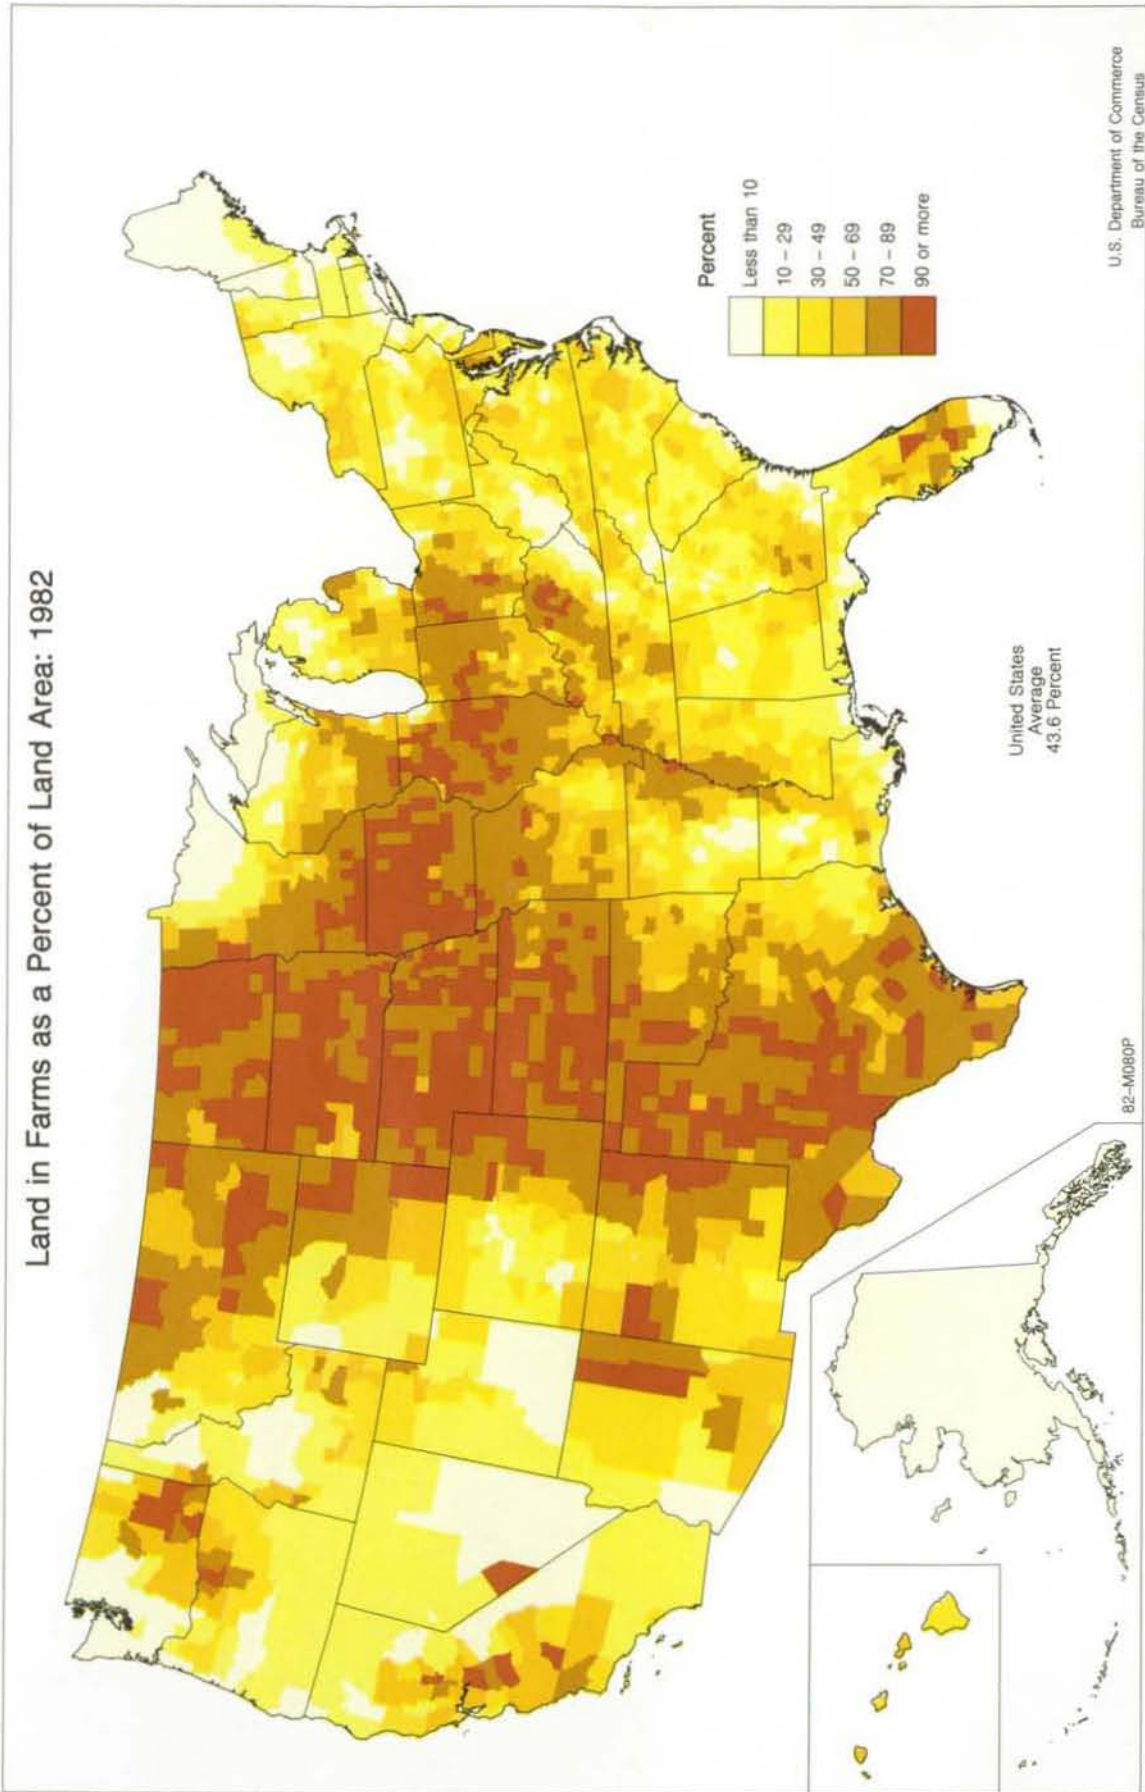 Land in Farms as a Percent of Land Area: 1982
Percent
Less than 10
10 – 29
30 – 49
50 – 69
70 – 89
90 or more
United States
Average
43.6 Percent
82–M080P
U.S. Department of Commerce
Bureau of the Census